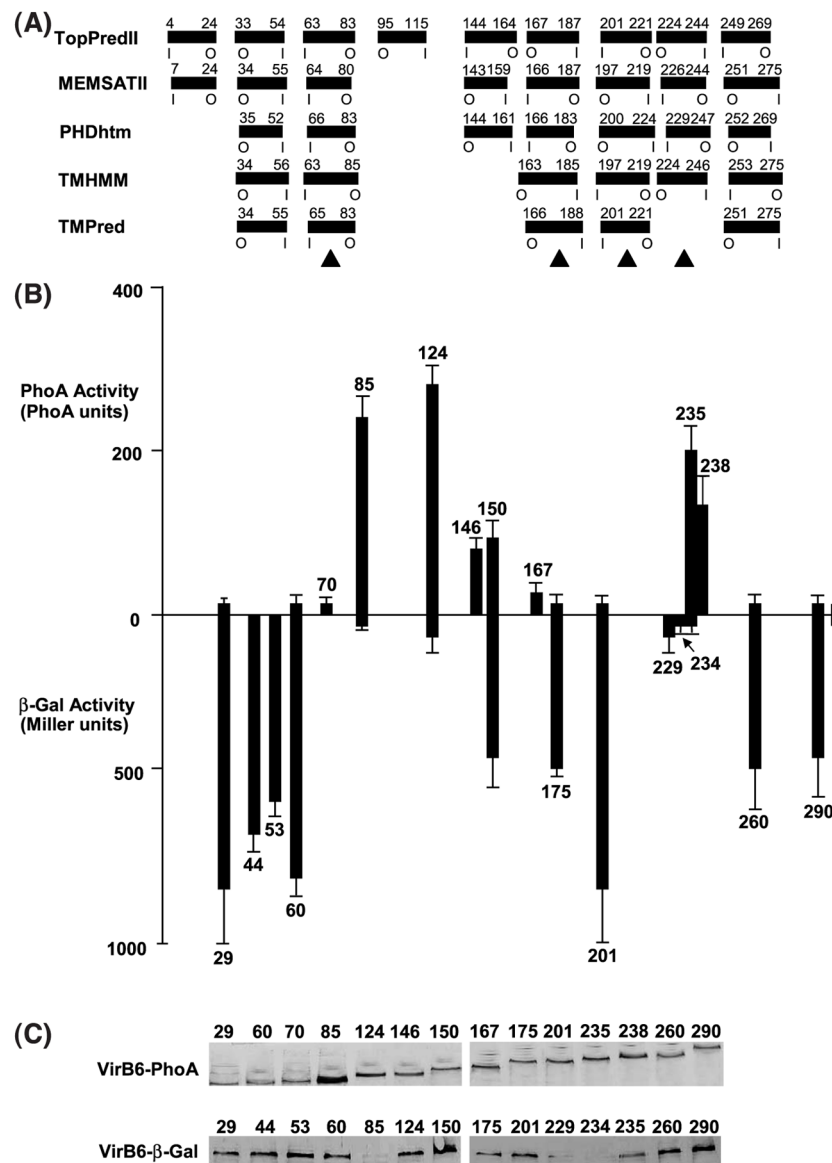 (A)
4 24 33 54 63 83 95 115 144 164 167 187 201 221 224 244 249 269
TopPredII
I O O I I O O I I O O I I O O I I O
7 24 34 55 64 80 143 159 166 187 197 219 226 244 251 275
MEMSATII
I O O I I O O I I O O I I O O I
35 52 66 83 144 161 166 183 200 224 229 247 252 269
PHDhtm
O I I O O I I O O I I O O I
34 56 63 85 163 185 197 219 224 246 253 275
TMHMM
O I I O O I I O O I I O
34 55 65 83 166 188 201 221 251 275
TMPred
O I I O O I I O O I
(B)
400
124
85
PhoA Activity
(PhoA units)
235
200
238
150
146
167
70
0
229
234
β-Gal Activity
(Miller units)
500
175
53
260
290
44
60
1000
29
201
(C)
29 60 70 85 124 146 150 167 175 201 235 238 260 290
VirB6-PhoA
29 44 53 60 85 124 150 175 201 229 234 235 260 290
VirB6-β-Gal